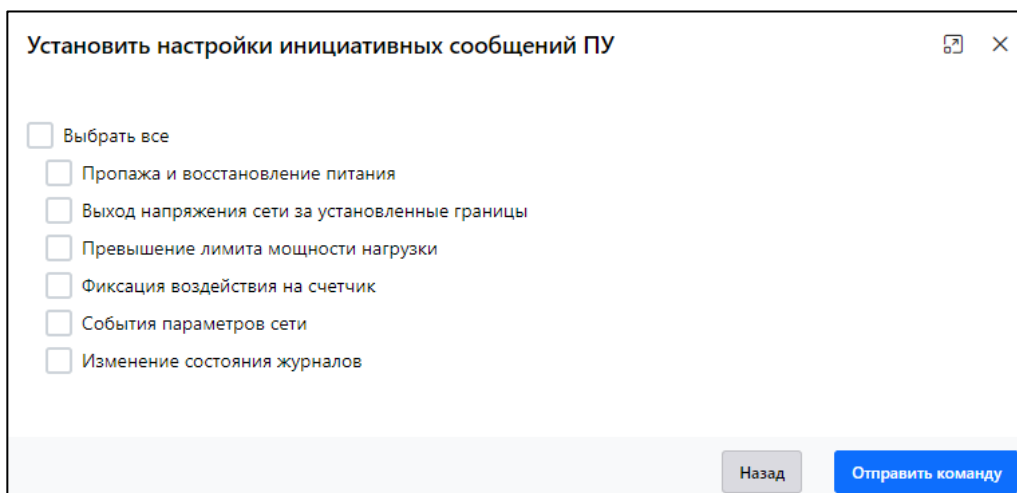 Установить настройки инициативных сообщений ПУ
Выбрать все
Пропажа и восстановление питания
Выход напряжения сети за установленные границы
Превышение лимита мощности нагрузки
Фиксация воздействия на счетчик
События параметров сети
Изменение состояния журналов
Назад
Отправить команду